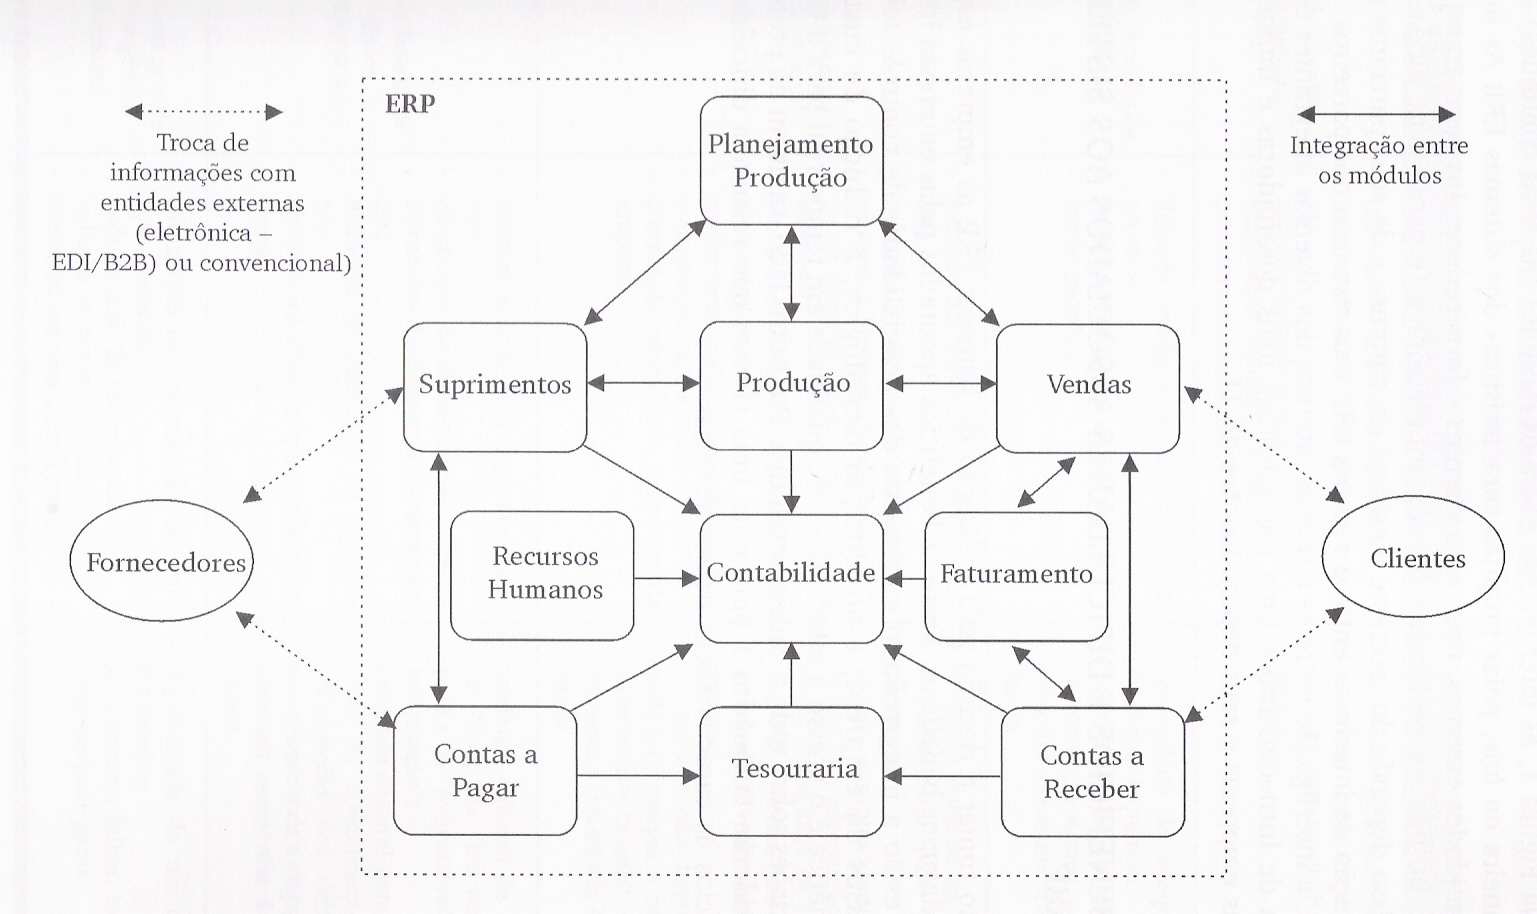 ERP
Troca de
informações com
entidades externas
(eletrônica –
EDI/B2B) ou convencional)
Integração entre
os módulos
Planejamento
Produção
Suprimentos
Produção
Vendas
Fornecedores
Recursos
Humanos
Contabilidade
Faturamento
Clientes
Contas a
Pagar
Tesouraria
Contas a
Receber